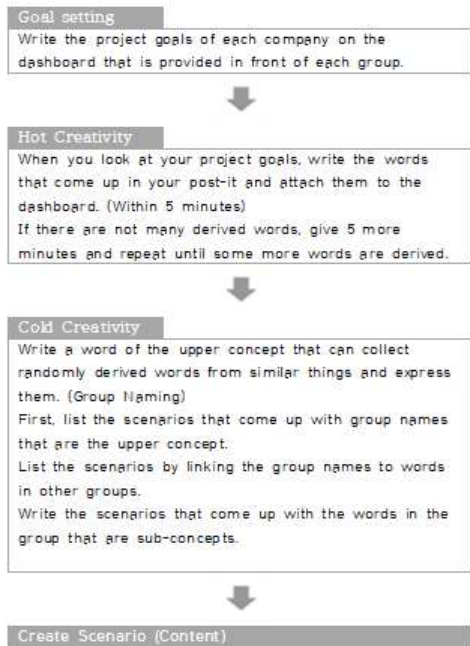 Goal setting
Write the project goals of each company on the
dashboard that is provided in front of each group.
Hot Creativity
When you look at your project goals, write the words
that come up in your post-it and attach them to the
dashboard. (Within 5 minutes)
If there are not many derived words, give 5 more
minutes and repeat until some more words are derived.
Cold Creativity
Write a word of the upper concept that can collect
randomly derived words from similar things and express
them. (Group Naming)
First, list the scenarios that come up with group names
that are the upper concept.
List the scenarios by linking the group names to words
in other groups.
Write the scenarios that come up with the words in the
group that are sub-concepts.
Create Scenario (Content)